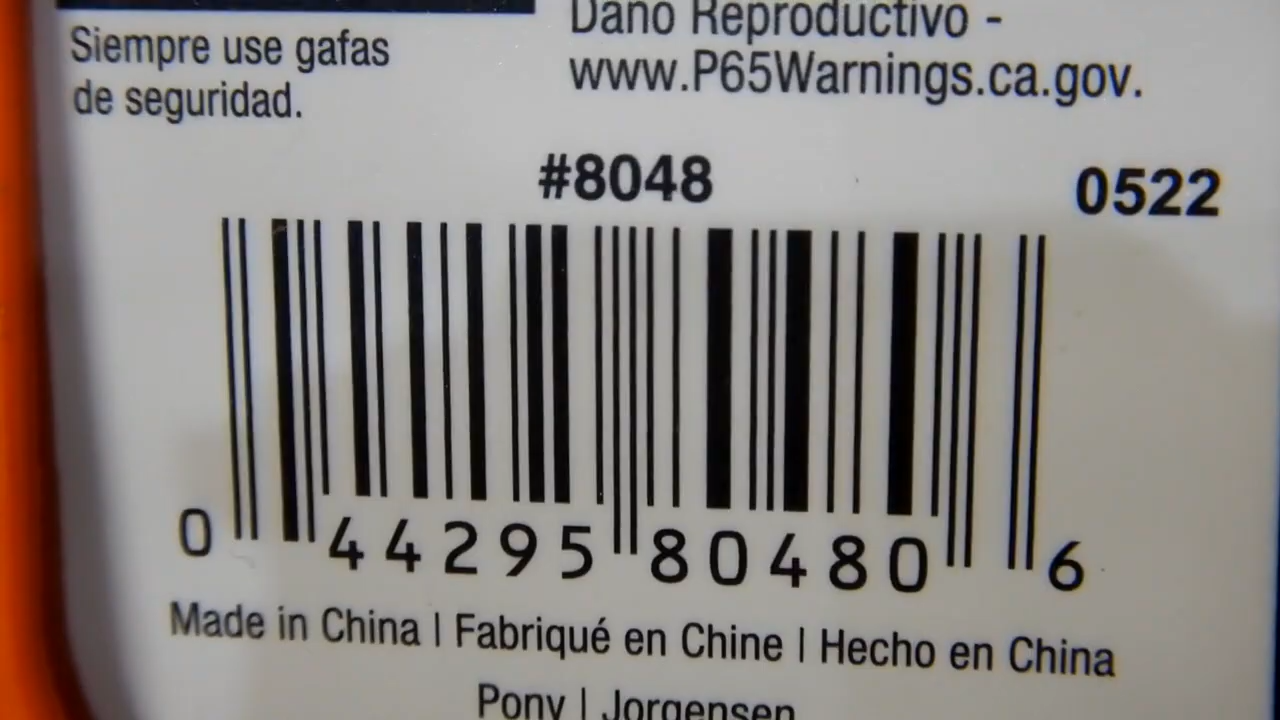 Siempre use gafas
de seguridad.
Dano Reproductivo -
www.P65Warnings.ca.gov.
#8048
0522
0 44295 80480 6
Made in China | Fabriqué en Chine | Hecho en China
Pony | Jorgensen